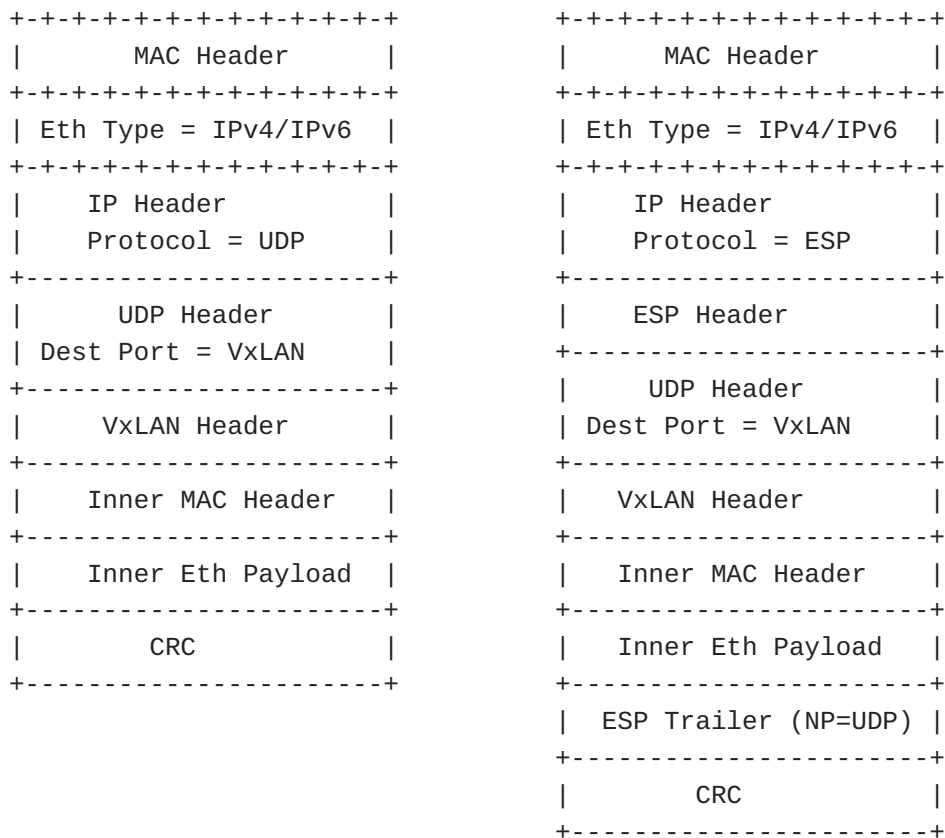 +-+-+-+-+-+-+-+-+-+-+-+-+          +-+-+-+-+-+-+-+-+-+-+-+-+
|       MAC Header      |          |      MAC Header       |
+-+-+-+-+-+-+-+-+-+-+-+-+          +-+-+-+-+-+-+-+-+-+-+-+-+
| Eth Type = IPv4/IPv6  |          | Eth Type = IPv4/IPv6  |
+-+-+-+-+-+-+-+-+-+-+-+-+          +-+-+-+-+-+-+-+-+-+-+-+-+
|    IP Header          |          |    IP Header          |
|    Protocol = UDP     |          |    Protocol = ESP     |
+-----------------------+          +-----------------------+
|      UDP Header       |          |    ESP Header         |
| Dest Port = VxLAN     |          +-----------------------+
+-----------------------+          |     UDP Header        |
|     VxLAN Header      |          | Dest Port = VxLAN     |
+-----------------------+          +-----------------------+
|    Inner MAC Header   |          |   VxLAN Header        |
+-----------------------+          +-----------------------+
|    Inner Eth Payload  |          |   Inner MAC Header    |
+-----------------------+          +-----------------------+
|        CRC            |          |   Inner Eth Payload   |
+-----------------------+          +-----------------------+
                                   |  ESP Trailer (NP=UDP) |
                                   +-----------------------+
                                   |        CRC            |
                                   +-----------------------+